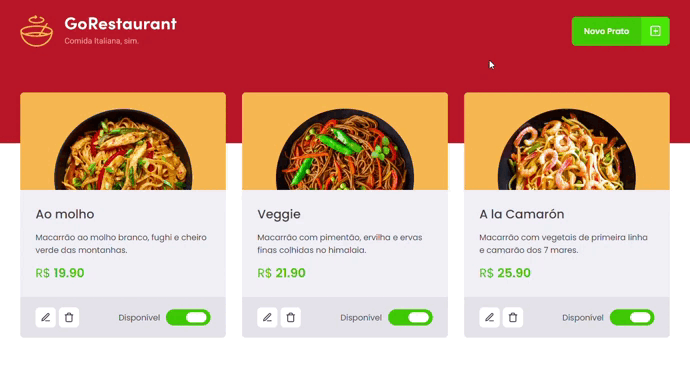 GoRestaurant
Comida Italiana, sim.
Novo Prato
Ao molho
Macarrão ao molho branco, fughi e cheiro
verde das montanhas.
R$ 19.90
Disponível
Veggie
Macarrão com pimentão, ervilha e ervas
finas colhidas no himalaia.
R$ 21.90
Disponível
A la Camarón
Macarrão com vegetais de primeira linha
e camarão dos 7 mares.
R$ 25.90
Disponível